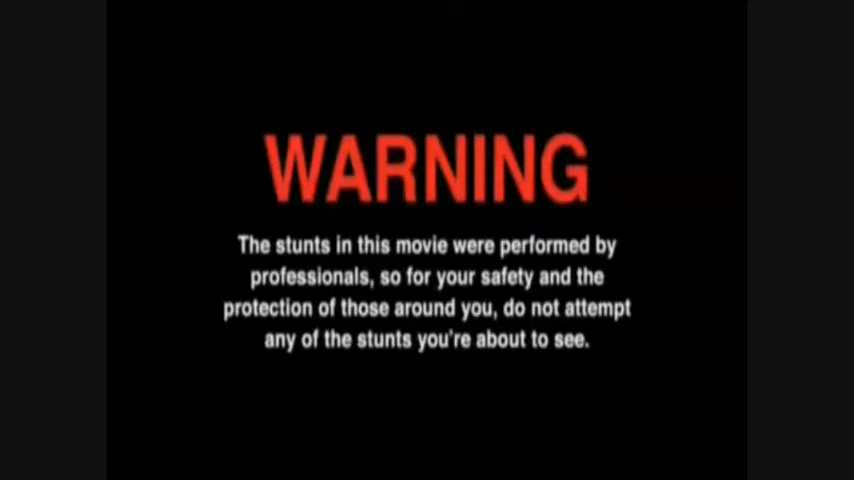 WARNING
The stunts in this movie were performed by
professionals, so for your safety and the
protection of those around you, do not attempt
any of the stunts you're about to see.